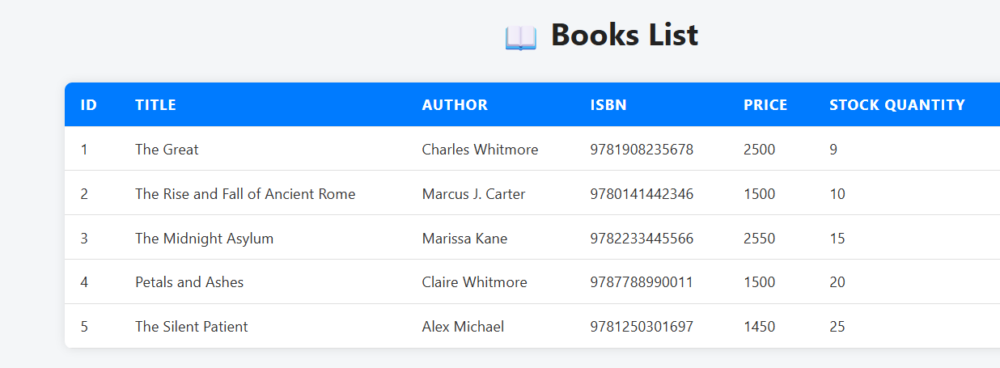 📖 Books List
ID TITLE AUTHOR ISBN PRICE STOCK QUANTITY
1 The Great Charles Whitmore 9781908235678 2500 9
2 The Rise and Fall of Ancient Rome Marcus J. Carter 9780141442346 1500 10
3 The Midnight Asylum Marissa Kane 9782233445566 2550 15
4 Petals and Ashes Claire Whitmore 9787788990011 1500 20
5 The Silent Patient Alex Michael 9781250301697 1450 25